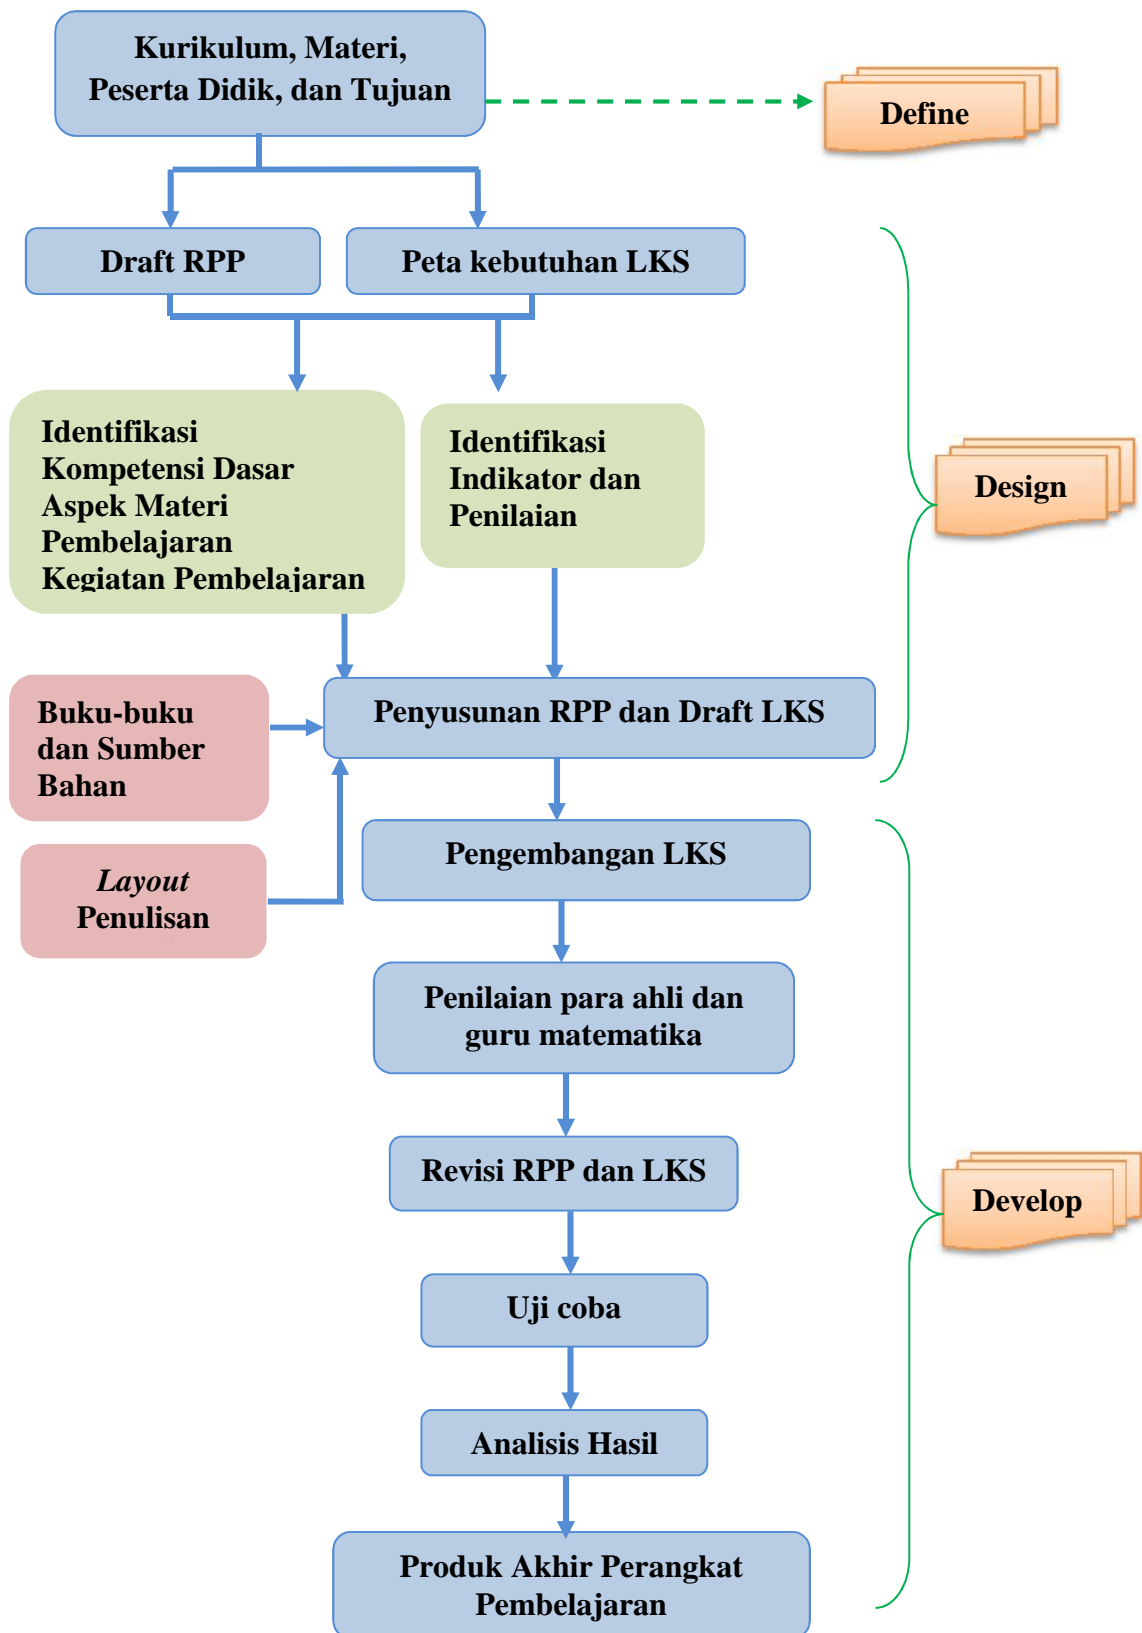 Kurikulum, Materi,
Peserta Didik, dan Tujuan
Define
Draft RPP
Peta kebutuhan LKS
Identifikasi
Kompetensi Dasar
Aspek Materi
Pembelajaran
Kegiatan Pembelajaran
Identifikasi
Indikator dan
Penilaian
Design
Penyusunan RPP dan Draft LKS
Buku-buku
dan Sumber
Bahan
Pengembangan LKS
Layout
Penulisan
Penilaian para ahli dan
guru matematika
Revisi RPP dan LKS
Develop
Uji coba
Analisis Hasil
Produk Akhir Perangkat
Pembelajaran